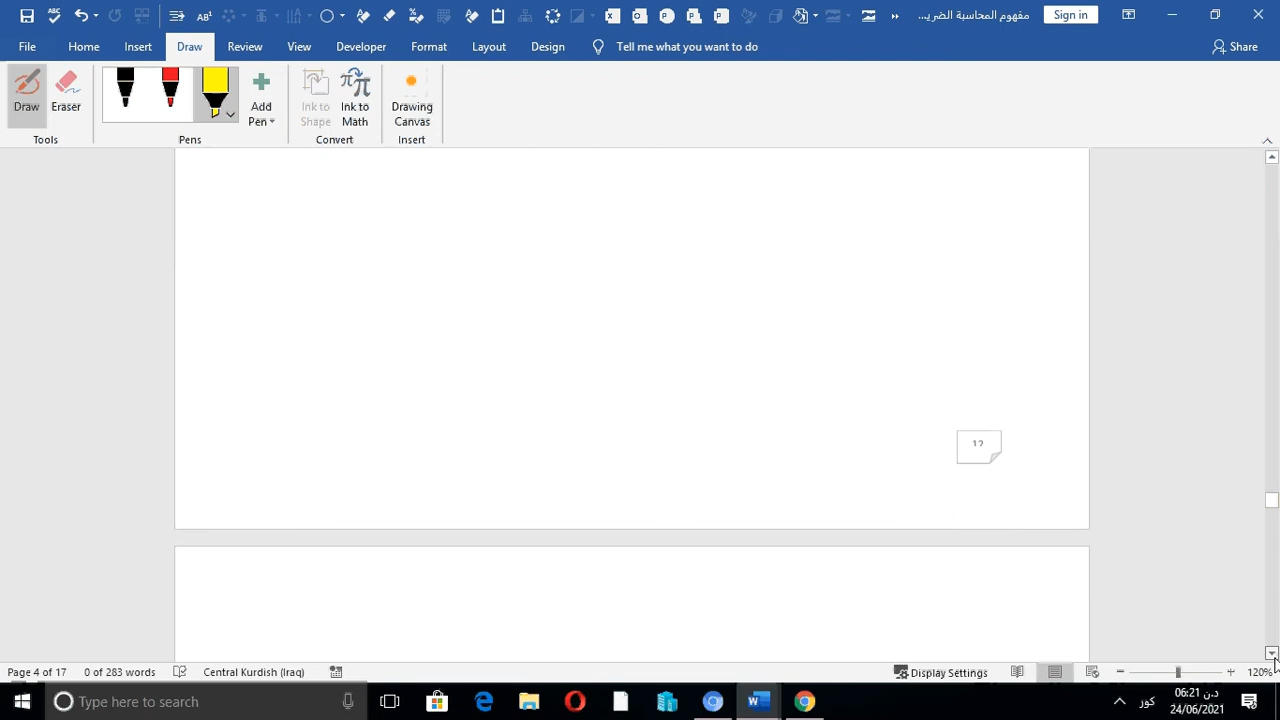 مفهوم المحاسبة الضريـ...
Sign in
File
Home
Insert
Draw
Review
View
Developer
Format
Layout
Design
Tell me what you want to do
Share
Draw
Eraser
Add Pen
Ink to Shape
Ink to Math
Drawing Canvas
Tools
Pens
Convert
Insert
Page 4 of 17
0 of 283 words
Central Kurdish (Iraq)
Display Settings
120%
Type here to search
كور
06:21 د.ن
24/06/2021